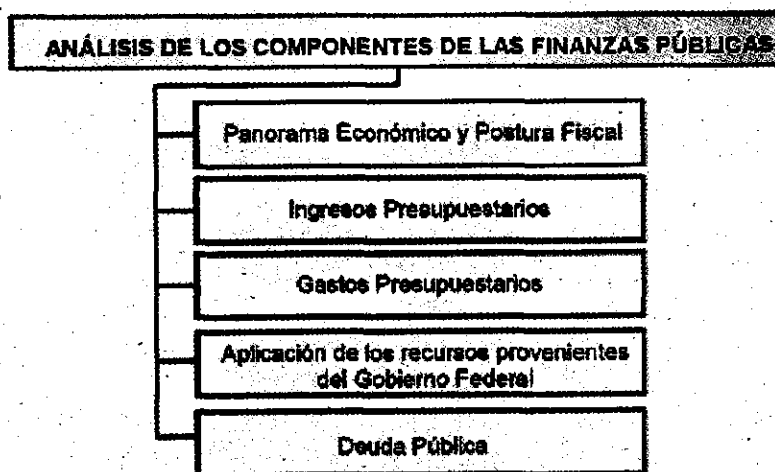 ANÁLISIS DE LOS COMPONENTES DE LAS FINANZAS PÚBLICAS
Panorama Económico y Postura Fiscal
Ingresos Presupuestarios
Gastos Presupuestarios
Aplicación de los recursos provenientes
del Gobierno Federal
Deuda Pública